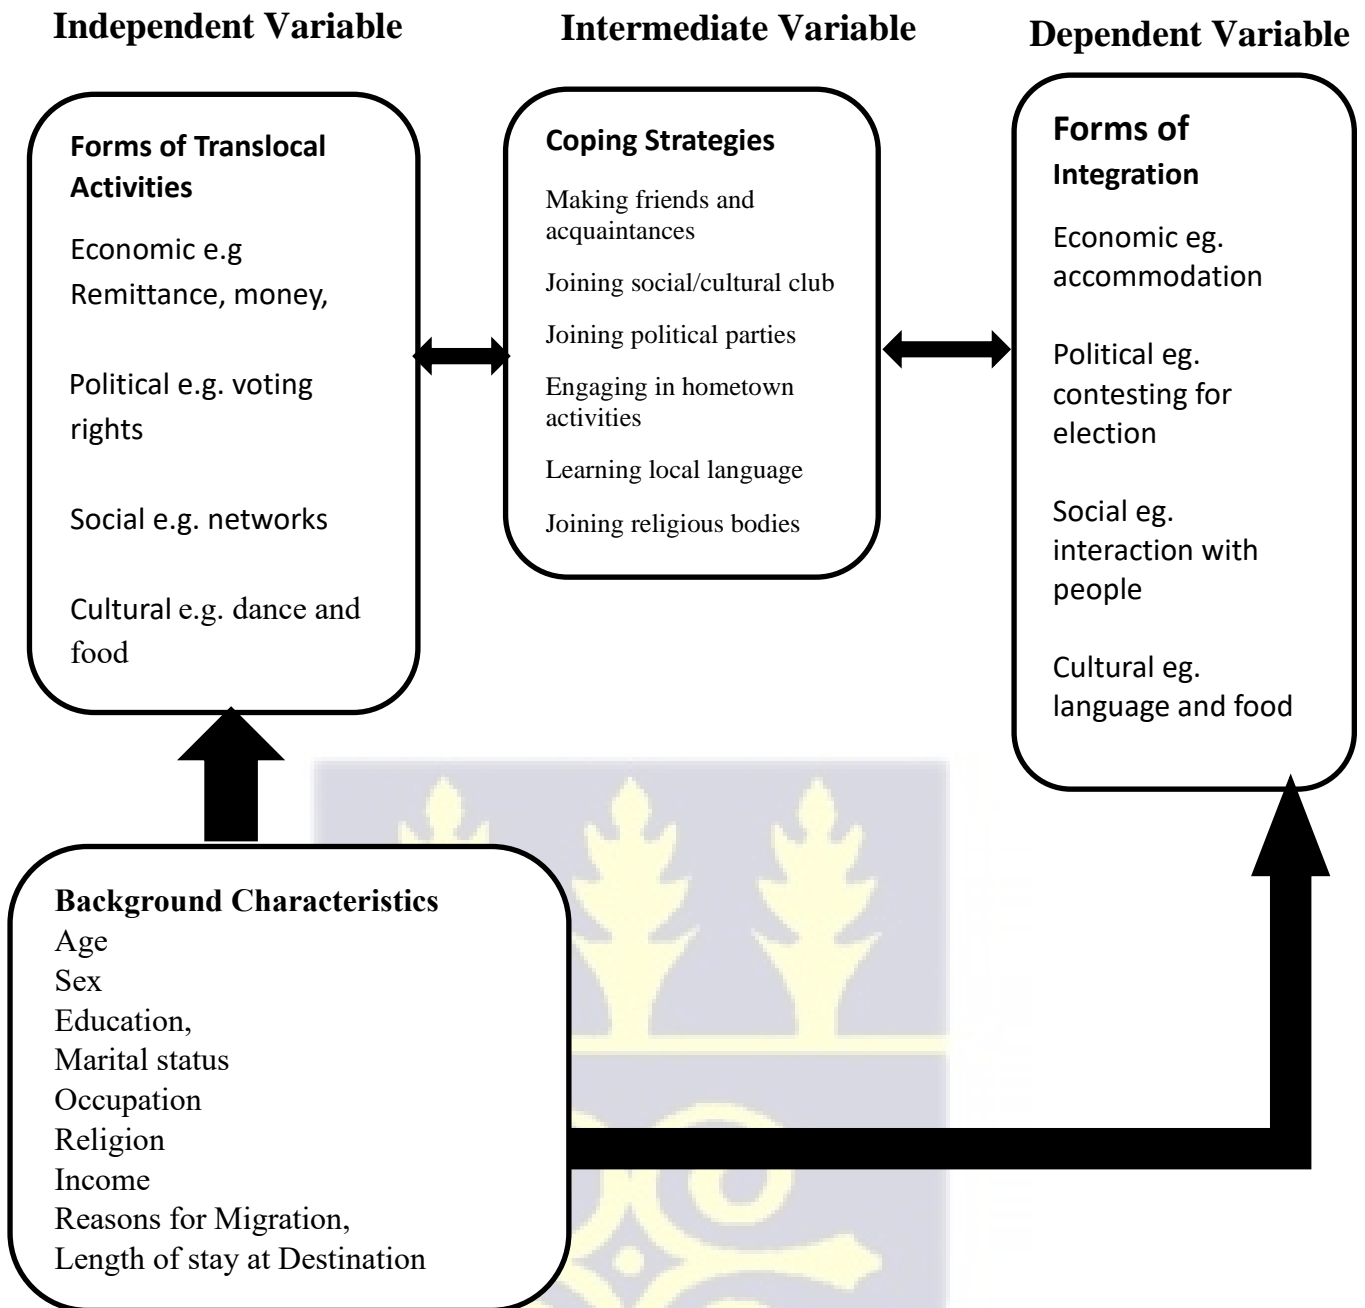 Independent Variable
Intermediate Variable
Dependent Variable
Forms of Translocal
Activities
Economic e.g
Remittance, money,
Political e.g. voting
rights
Social e.g. networks
Cultural e.g. dance and
food
Coping Strategies
Making friends and
acquaintances
Joining social/cultural club
Joining political parties
Engaging in hometown
activities
Learning local language
Joining religious bodies
Forms of
Integration
Economic eg.
accommodation
Political eg.
contesting for
election
Social eg.
interaction with
people
Cultural eg.
language and food
Background Characteristics
Age
Sex
Education,
Marital status
Occupation
Religion
Income
Reasons for Migration,
Length of stay at Destination